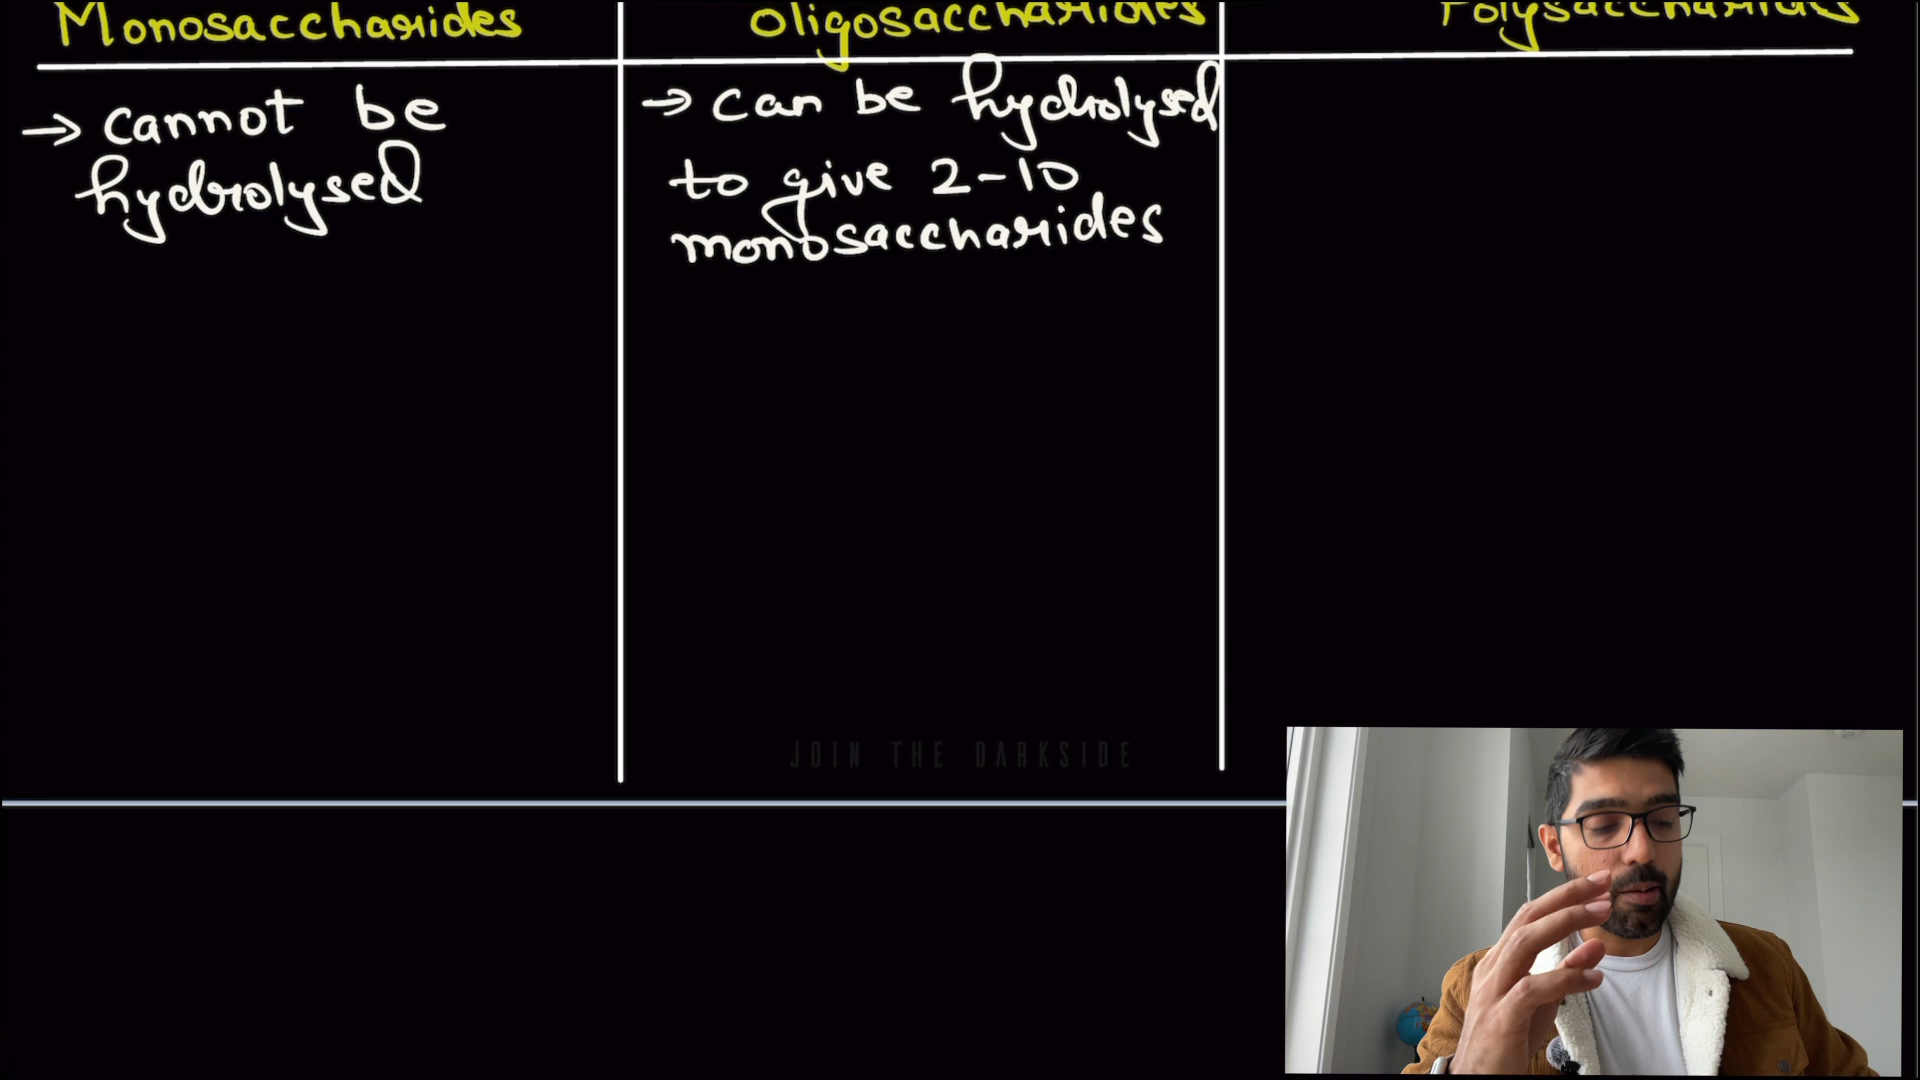 Monosaccharides
Oligosaccharides
Polysaccharides
→ cannot be
hydrolysed
→ can be hydrolysed
to give 2-10
monosaccharides
JOIN THE DARKSIDE